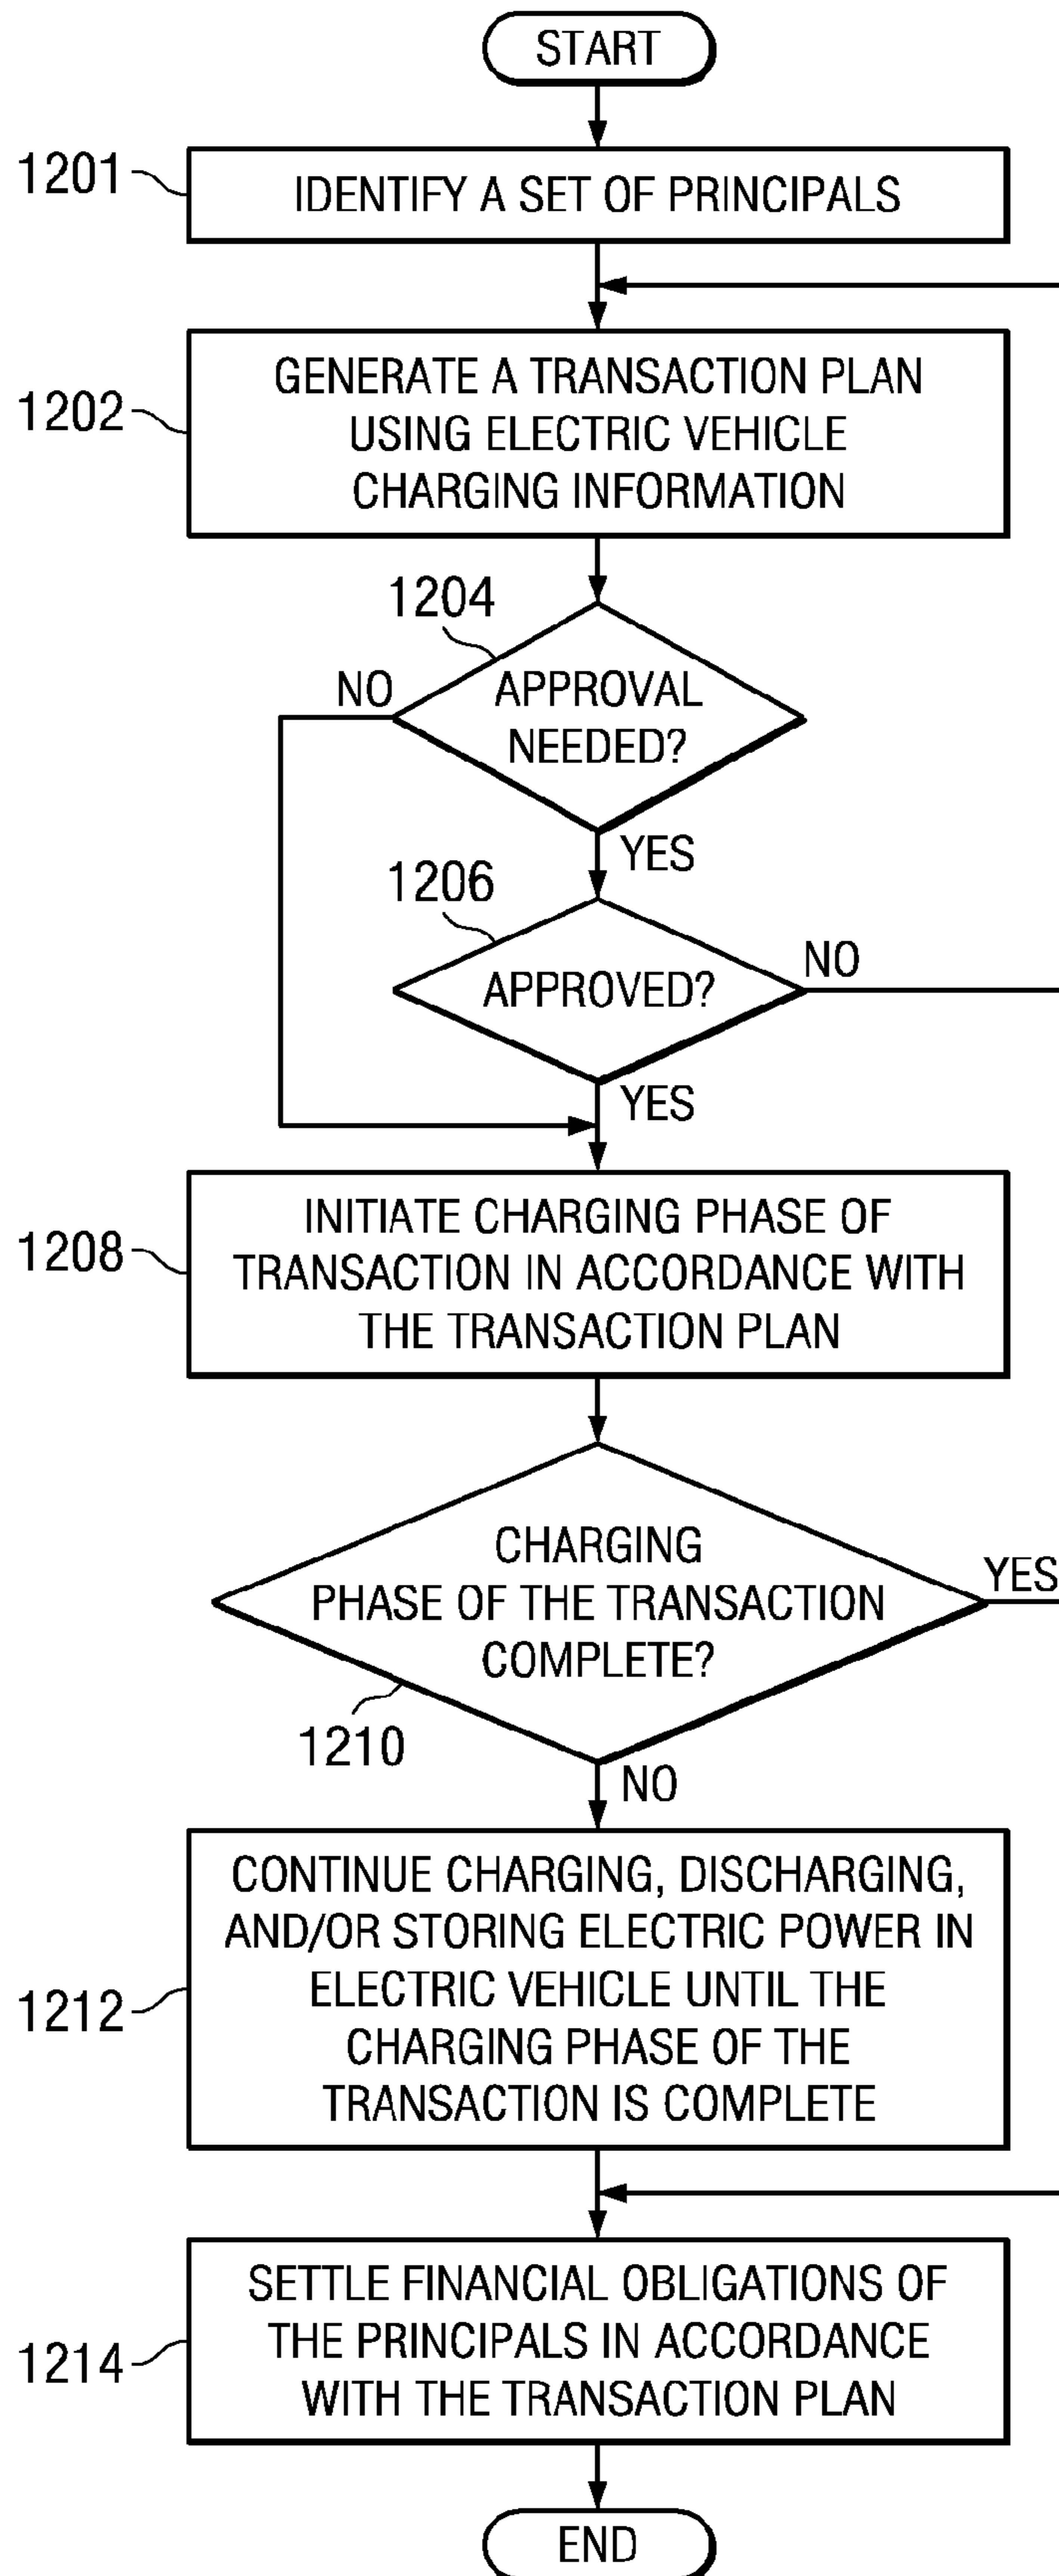 START
1201
IDENTIFY A SET OF PRINCIPALS
1202
GENERATE A TRANSACTION PLAN
USING ELECTRIC VEHICLE
CHARGING INFORMATION
1204
NO
APPROVAL
NEEDED?
YES
1206
APPROVED?
NO
YES
1208
INITIATE CHARGING PHASE OF
TRANSACTION IN ACCORDANCE WITH
THE TRANSACTION PLAN
CHARGING
PHASE OF THE TRANSACTION
COMPLETE?
YES
1210
NO
1212
CONTINUE CHARGING, DISCHARGING,
AND/OR STORING ELECTRIC POWER IN
ELECTRIC VEHICLE UNTIL THE
CHARGING PHASE OF THE
TRANSACTION IS COMPLETE
1214
SETTLE FINANCIAL OBLIGATIONS OF
THE PRINCIPALS IN ACCORDANCE
WITH THE TRANSACTION PLAN
END